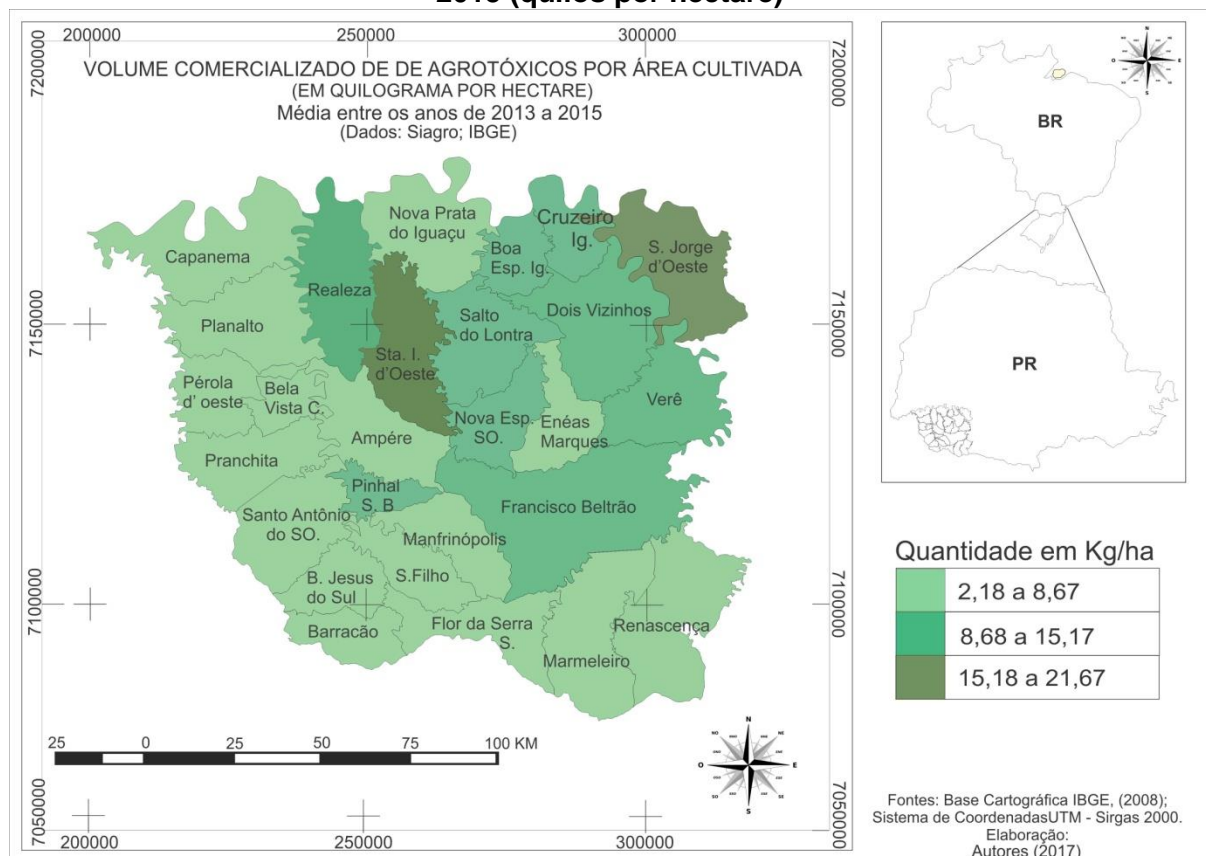 2015 (quilos por hectare)
200000
250000
300000
7200000
7200000
VOLUME COMERCIALIZADO DE DE AGROTÓXICOS POR ÁREA CULTIVADA
(EM QUILOGRAMA POR HECTARE)
Média entre os anos de 2013 a 2015
(Dados: Siagro; IBGE)
Nova Prata
do Iguaçu
Cruzeiro
Ig.
Boa
Esp. Ig.
S. Jorge
d'Oeste
Capanema
Realeza
Dois Vizinhos
Planalto
Salto
do Lontra
7150000
7150000
Sta. I.
d'Oeste
Pérola
d' oeste
Bela
Vista C.
Verê
Nova Esp.
SO.
Enéas
Marques
Ampére
Pranchita
Pinhal
S. B
Francisco Beltrão
Santo Antônio
do SO.
Manfrinópolis
S.Filho
B. Jesus
do Sul
7100000
7100000
Barracão
Flor da Serra
S.
Renascença
Marmeleiro
25
0
25
50
75
100 KM
N
O
E
S
NO
NE
SO
SE
7050000
7050000
200000
250000
300000
N
O
E
S
BR
PR
Quantidade em Kg/ha
2,18 a 8,67
8,68 a 15,17
15,18 a 21,67
Fontes: Base Cartográfica IBGE, (2008);
Sistema de CoordenadasUTM - Sirgas 2000.
Elaboração:
Autores (2017)